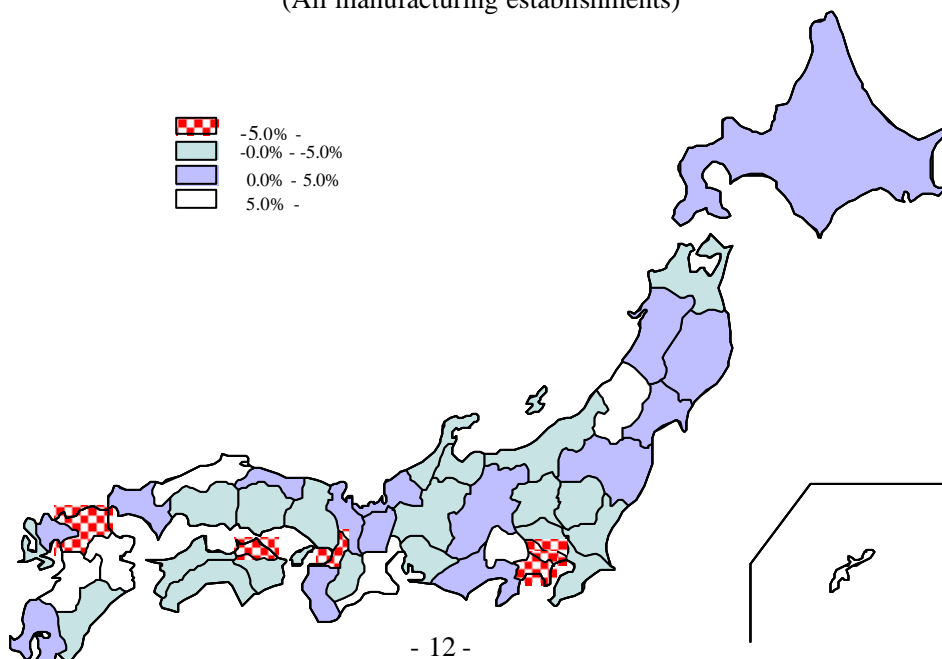 (All manufacturing establishments)
-5.0% -
-0.0% - -5.0%
0.0% - 5.0%
5.0% -
- 12 -